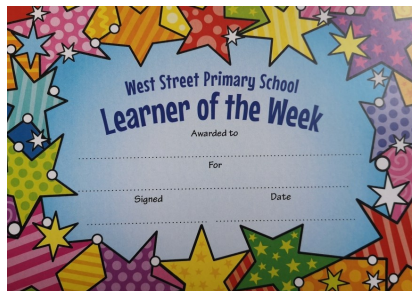 West Street Primary School
Learner of the Week
Awarded to
For
Signed Date